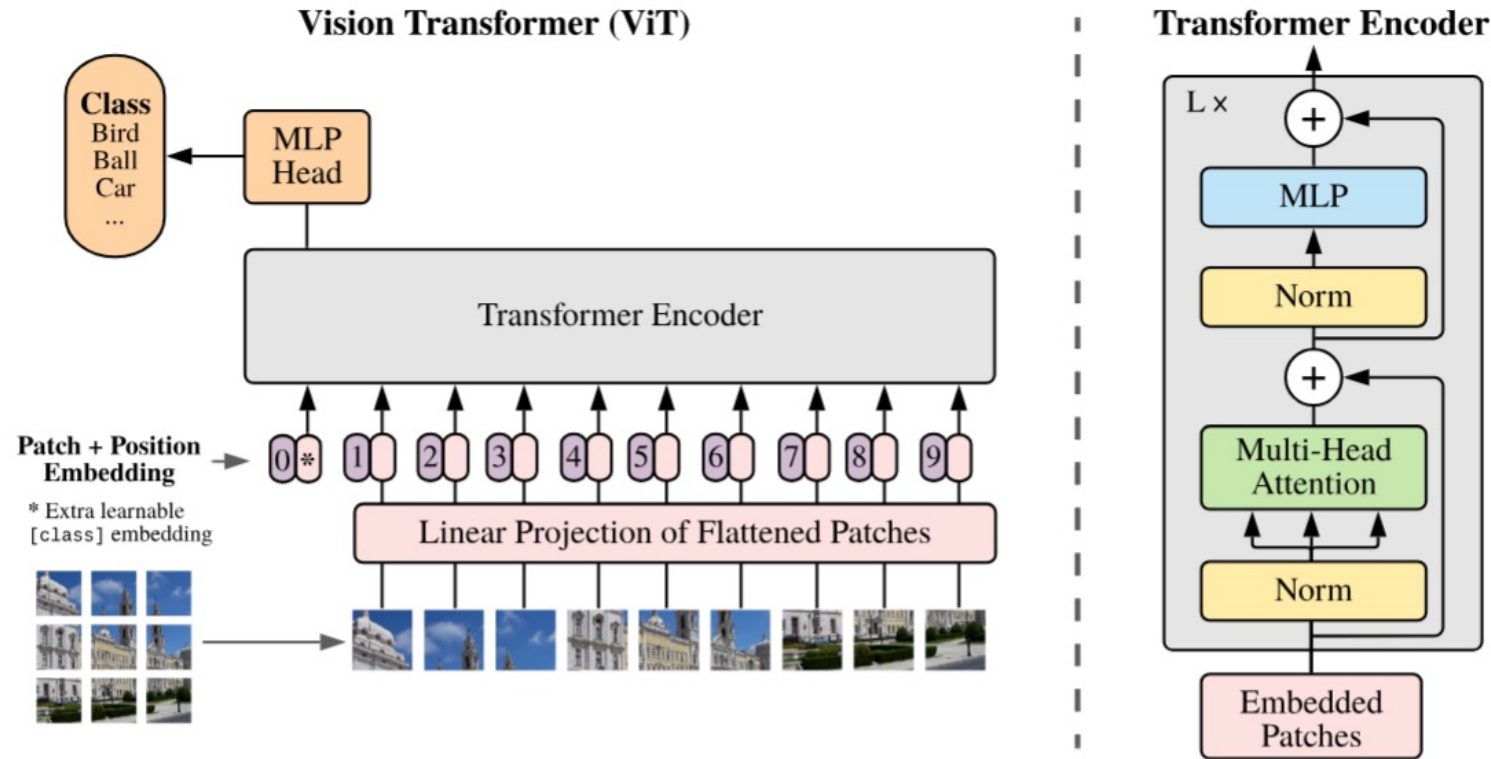 Vision Transformer (ViT)
Class
Bird
Ball
Car
...
MLP
Head
Transformer Encoder
Patch + Position
Embedding
0 * 1 2 3 4 5 6 7 8 9
* Extra learnable
[class] embedding
Linear Projection of Flattened Patches
Transformer Encoder
L ×
+
MLP
Norm
+
Multi-Head
Attention
Norm
Embedded
Patches